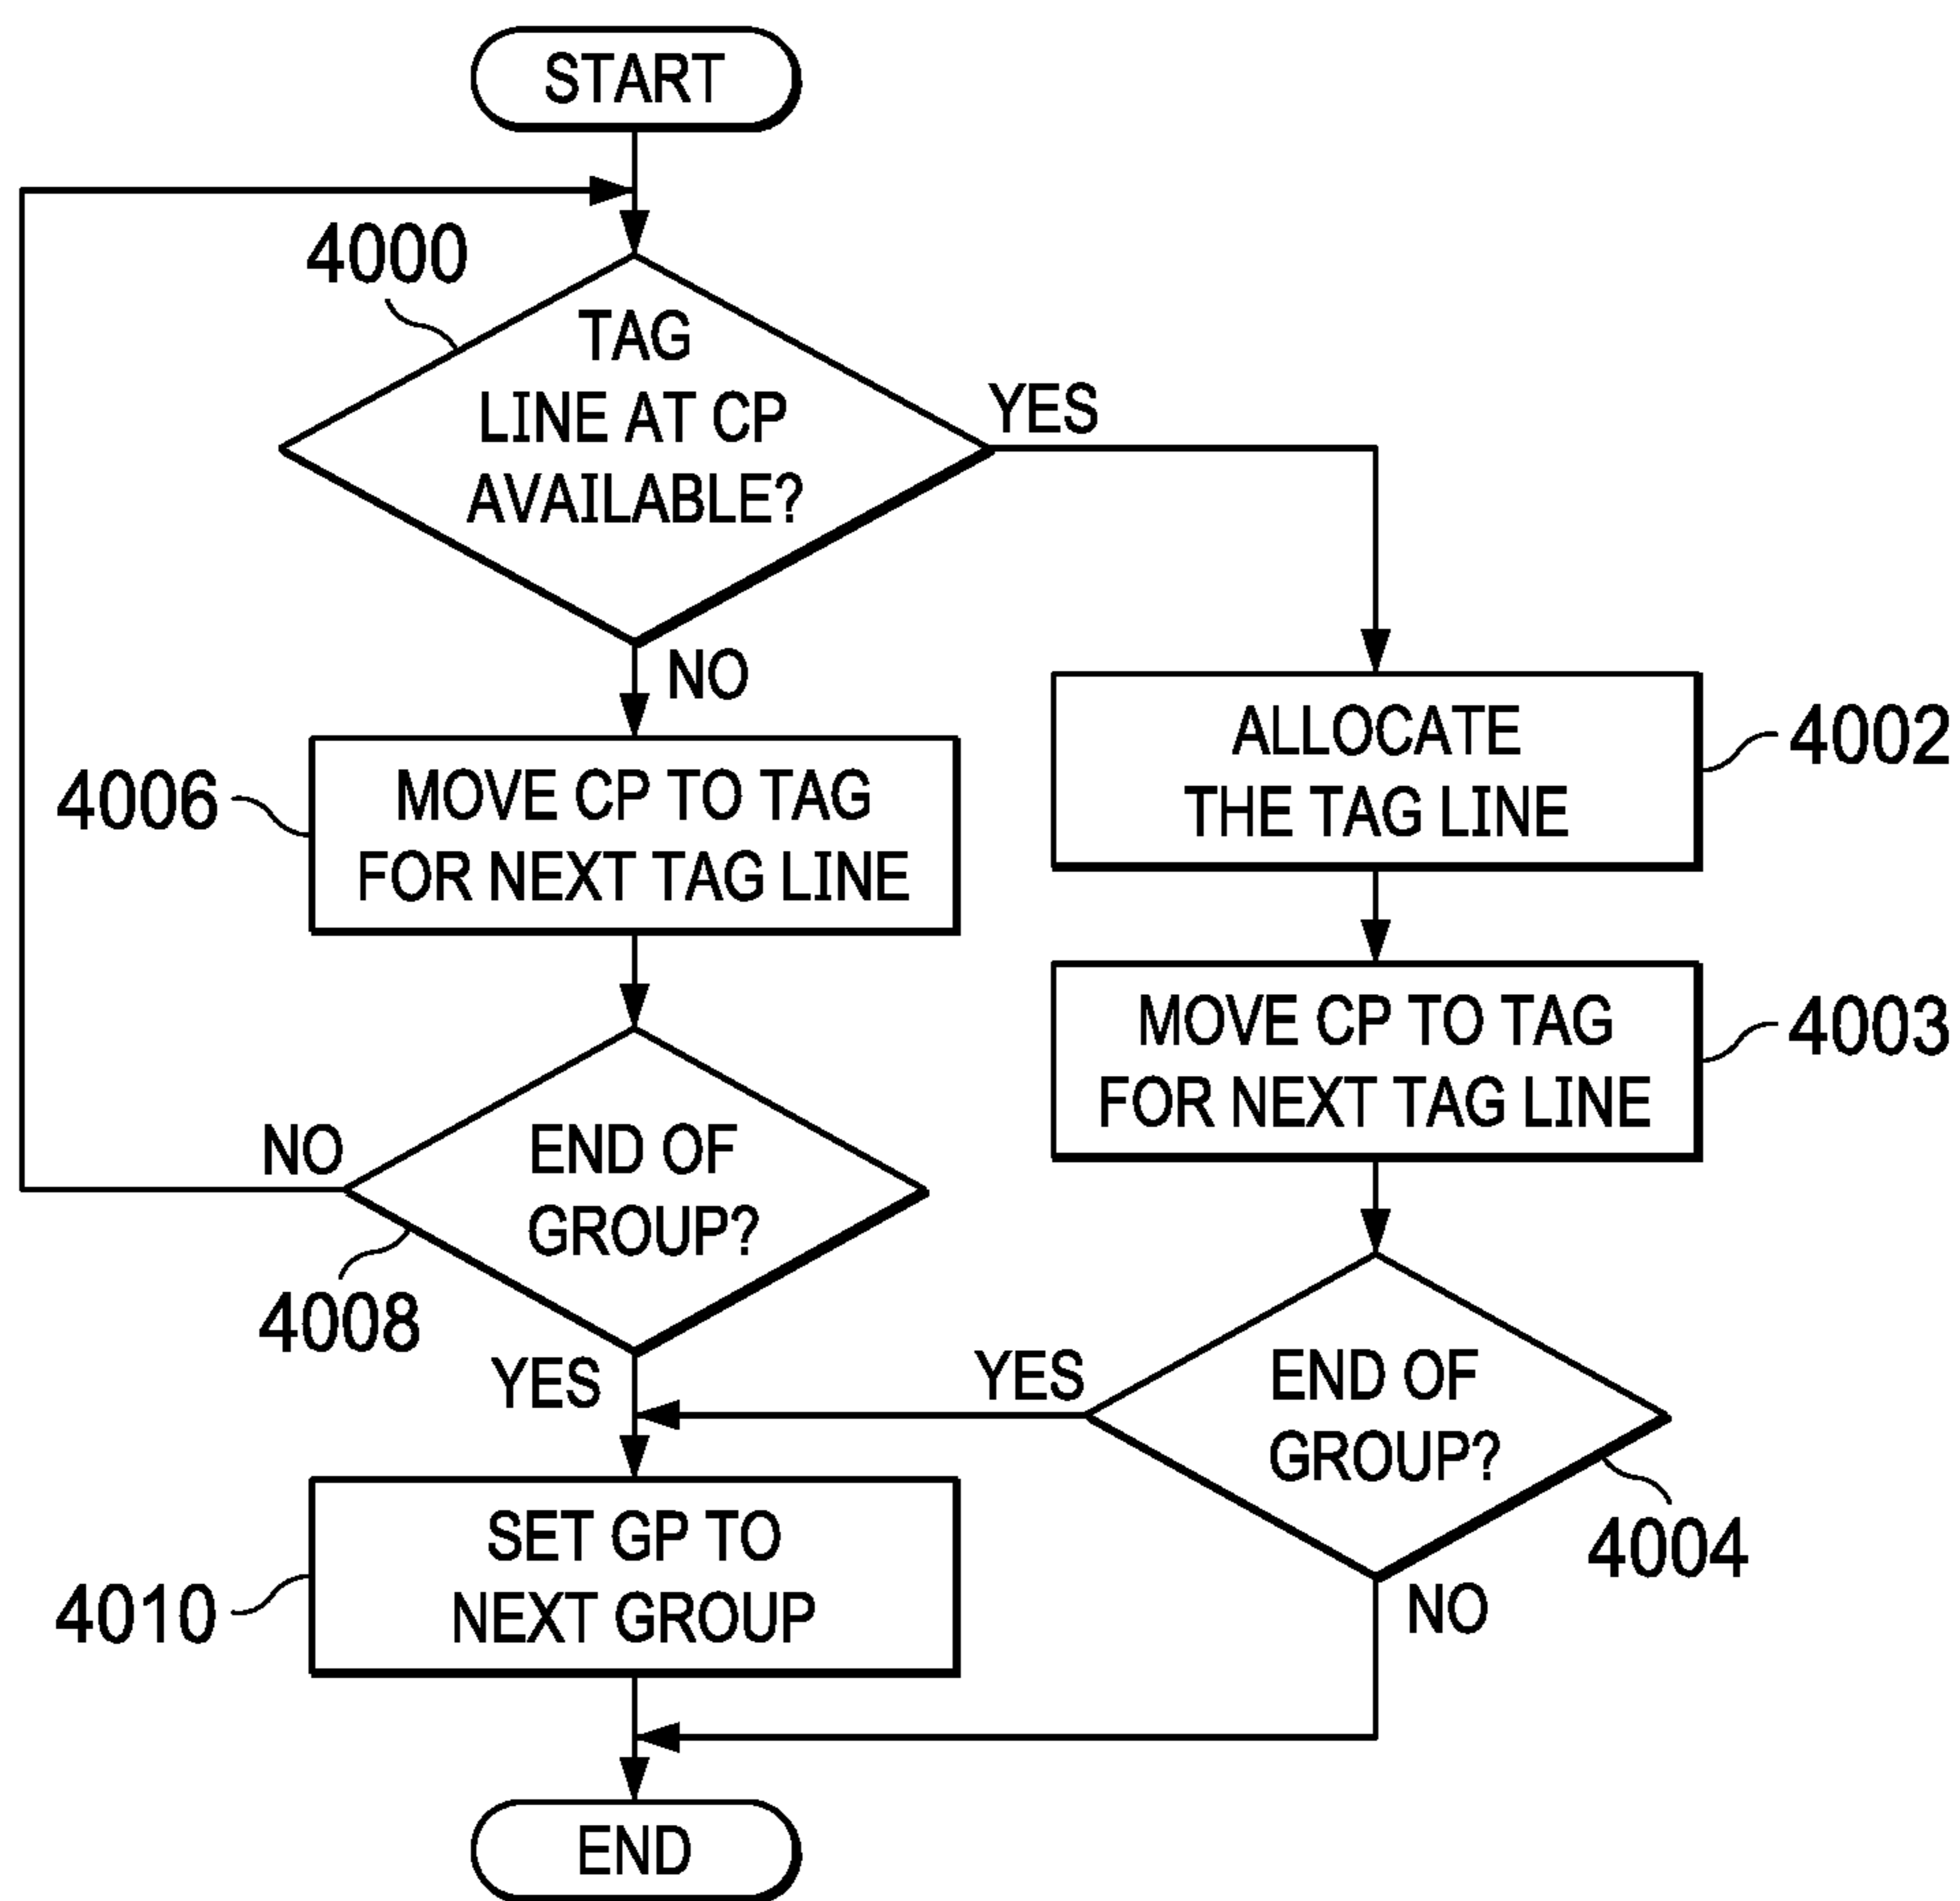 START
4000
TAG
LINE AT CP
AVAILABLE?
YES
NO
ALLOCATE
THE TAG LINE
4002
4006
MOVE CP TO TAG
FOR NEXT TAG LINE
MOVE CP TO TAG
FOR NEXT TAG LINE
4003
NO
END OF
GROUP?
4008
YES
YES
END OF
GROUP?
4004
NO
SET GP TO
NEXT GROUP
4010
END